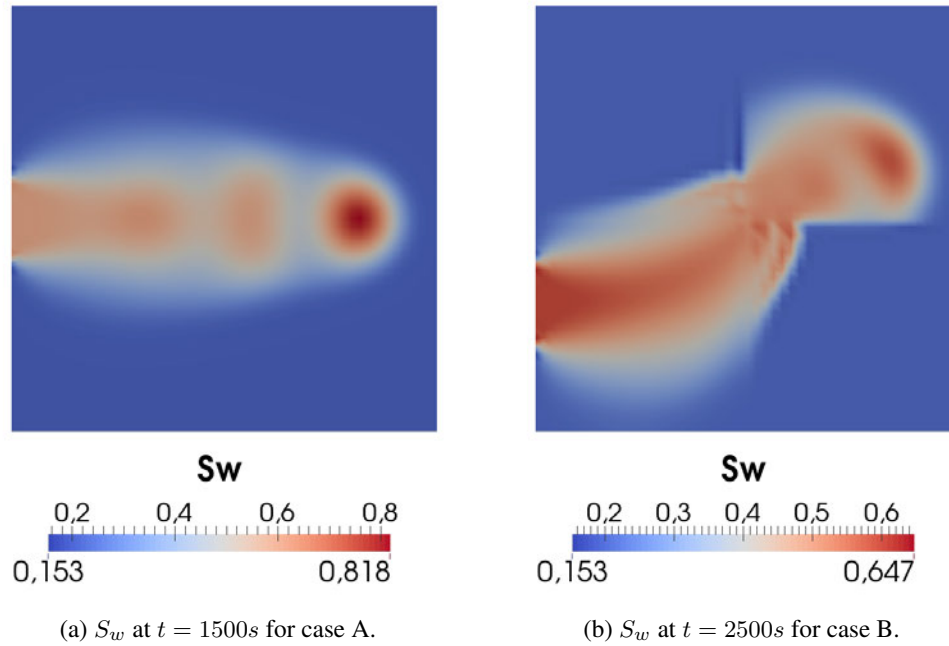 Sw
0,2 0,4 0,6 0,8
0,153 0,818
(a) S_w at t = 1500s for case A.
Sw
0,2 0,3 0,4 0,5 0,6
0,153 0,647
(b) S_w at t = 2500s for case B.